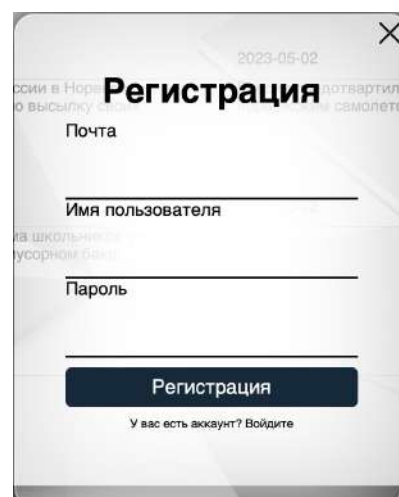 2023-05-02
Регистрация
Почта
Имя пользователя
Пароль
Регистрация
У вас есть аккаунт? Войдите